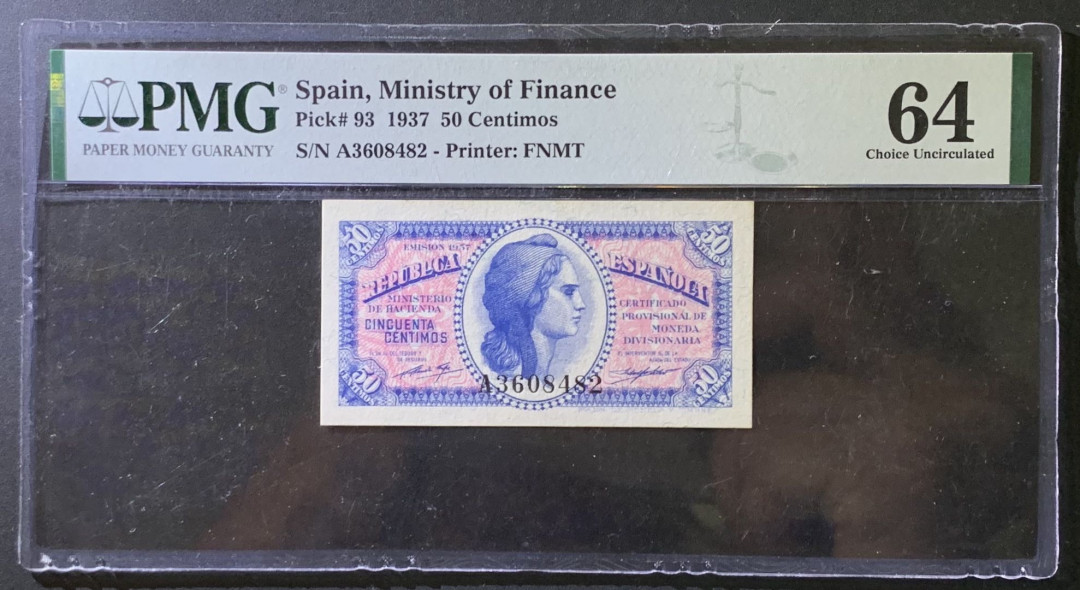 PMG®
PAPER MONEY GUARANTY
Spain, Ministry of Finance
Pick# 93 1937 50 Centimos
S/N A3608482 - Printer: FNMT
64
Choice Uncirculated
50
50
CENTIMOS
EMISION 1937
REPUBLICA
ESPAÑOLA
MINISTERIO
DE HACIENDA
CINCUENTA
CENTIMOS
CERTIFICADO
PROVISIONAL DE
MONEDA
DIVISIONARIA
A3608482
50
50
CENTIMOS